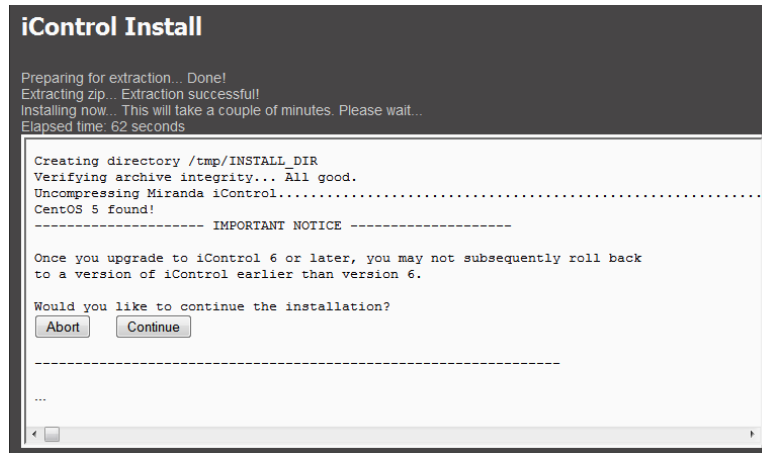 iControl Install
Preparing for extraction... Done!
Extracting zip... Extraction successful!
Installing now... This will take a couple of minutes. Please wait...
Elapsed time: 62 seconds
Creating directory /tmp/INSTALL_DIR
Verifying archive integrity... All good.
Uncompressing Miranda iControl............................................................
CentOS 5 found!
--------------------- IMPORTANT NOTICE --------------------
Once you upgrade to iControl 6 or later, you may not subsequently roll back
to a version of iControl earlier than version 6.
Would you like to continue the installation?
Abort Continue
-----------------------------------------------------------------
...